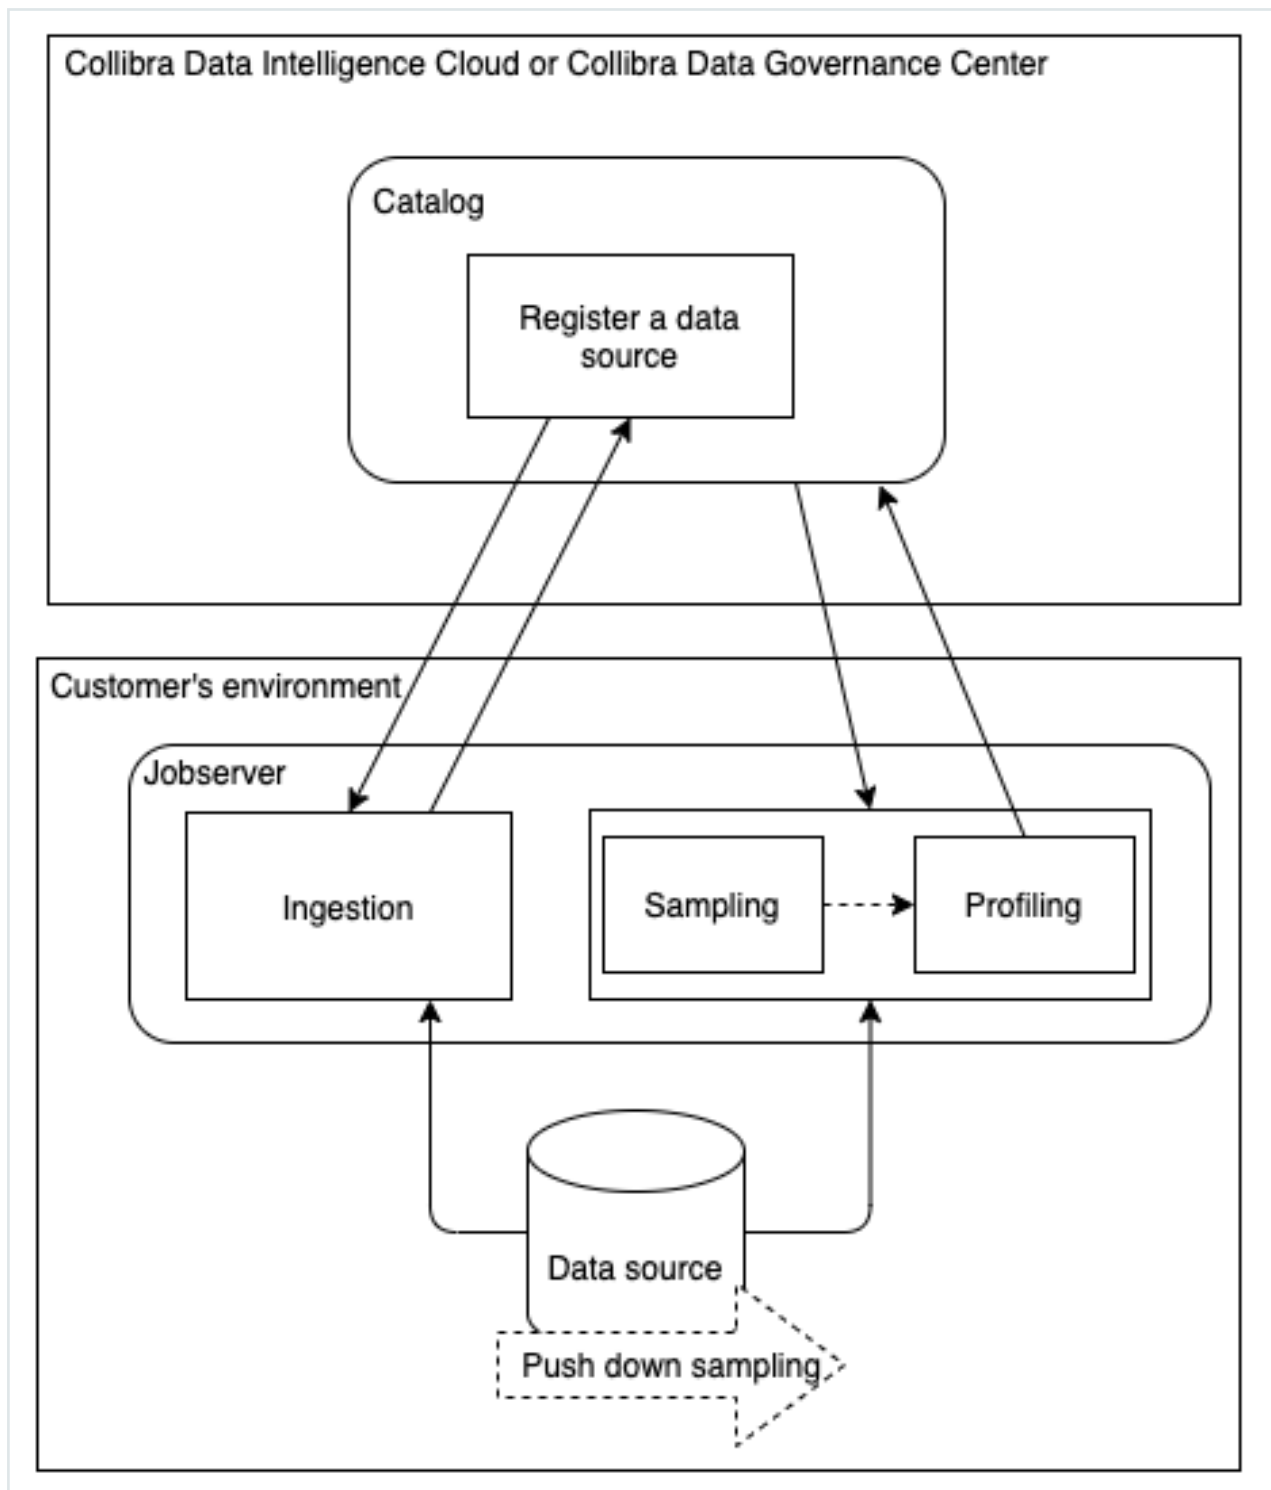 Collibra Data Intelligence Cloud or Collibra Data Governance Center
Catalog
Register a data
source
Customer's environment
Jobserver
Ingestion
Sampling
Profiling
Data source
Push down sampling